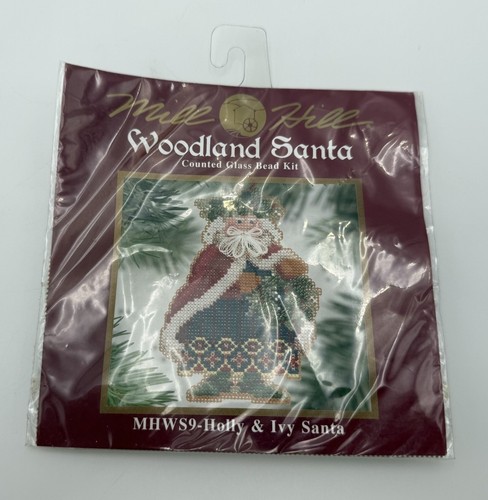 Mill Hill
Woodland Santa
Counted Glass Bead Kit
MHWS9-Holly & Ivy Santa